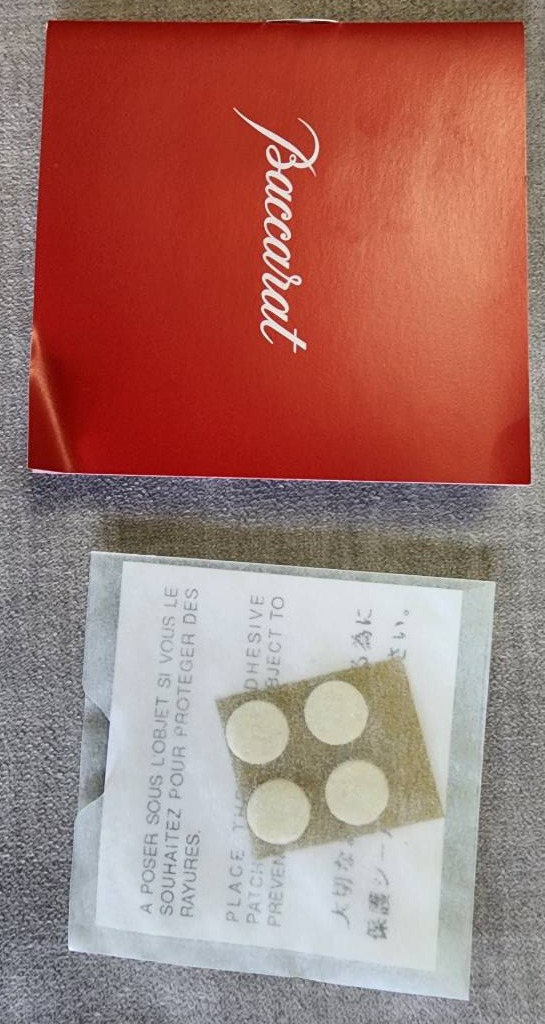 Baccarat
A POSER SOUS L'OBJET SI VOUS LE
SOUHAITEZ POUR PROTEGER DES
RAYURES.
PLACE DHESIVE
PATCH BJECT TO
PREVEN
大切な 為に
保護シー さい。